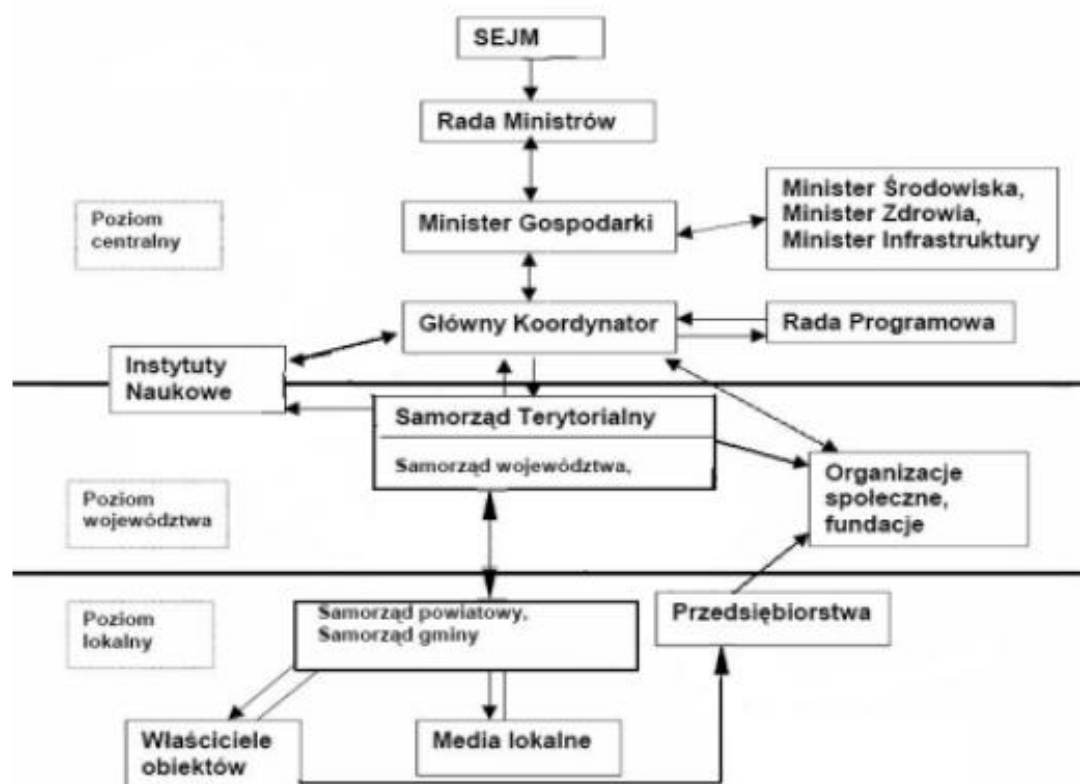 SEJM
Rada Ministrów
Poziom
centralny
Minister Gospodarki
Minister Środowiska,
Minister Zdrowia,
Minister Infrastruktury
Główny Koordynator
Rada Programowa
Instytuty
Naukowe
Samorząd Terytorialny
Samorząd województwa,
Organizacje
społeczne,
fundacje
Poziom
województwa
Poziom
lokalny
Samorząd powiatowy,
Samorząd gminy
Przedsiębiorstwa
Właściciele
obiektów
Media lokalne